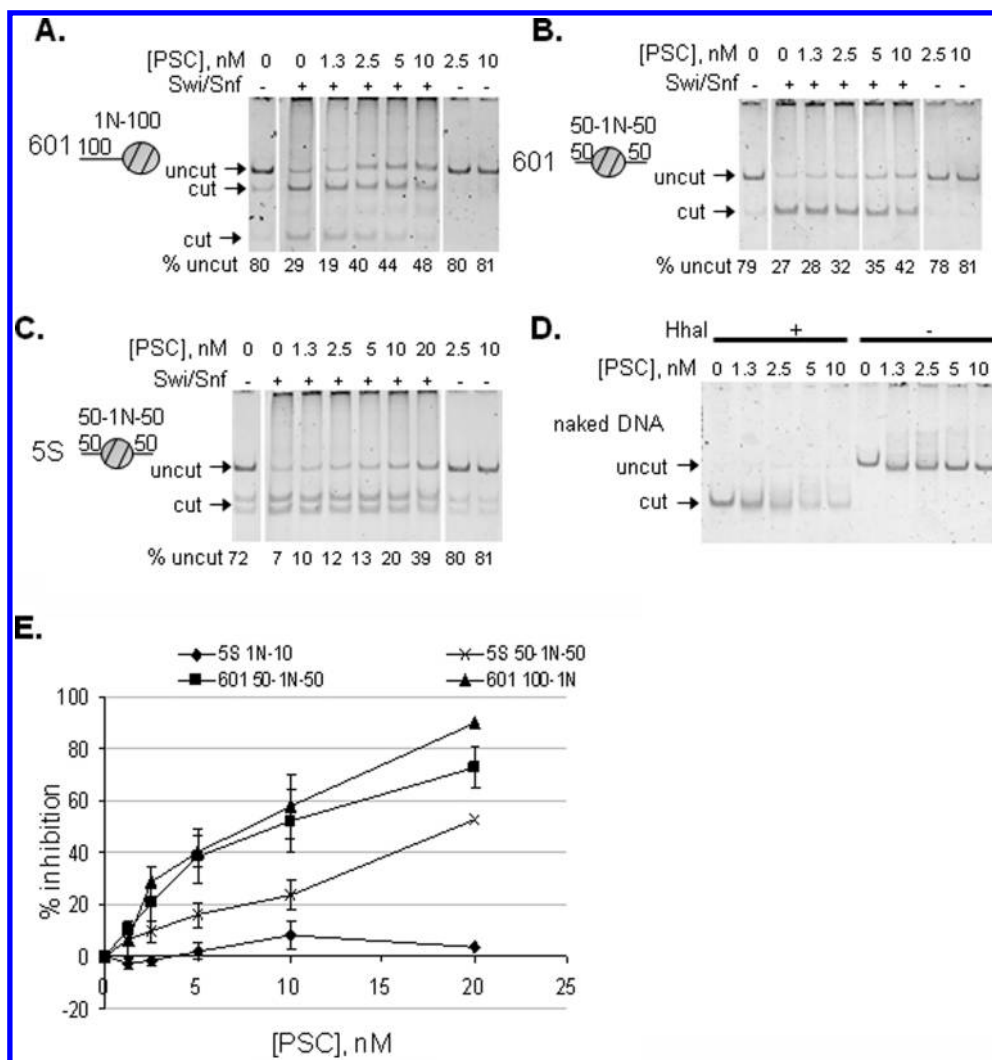 A.
[PSC], nM 0 0 1.3 2.5 5 10 2.5 10
Swi/Snf - + + + + + - -
1N-100
601 100
uncut
cut
cut
% uncut 80 29 19 40 44 48 80 81
B.
[PSC], nM 0 0 1.3 2.5 5 10 2.5 10
Swi/Snf - + + + + + - -
50-1N-50
601 50 50
uncut
cut
% uncut 79 27 28 32 35 42 78 81
C.
[PSC], nM 0 0 1.3 2.5 5 10 20 2.5 10
Swi/Snf - + + + + + + - -
50-1N-50
5S 50 50
uncut
cut
% uncut 72 7 10 12 13 20 39 80 81
D.
HhaI + -
[PSC], nM 0 1.3 2.5 5 10 0 1.3 2.5 5 10
naked DNA
uncut
cut
E.
5S 1N-10 5S 50-1N-50
601 50-1N-50 601 100-1N
100
80
60
40
20
0
-20
% inhibition
0 5 10 15 20 25
[PSC], nM